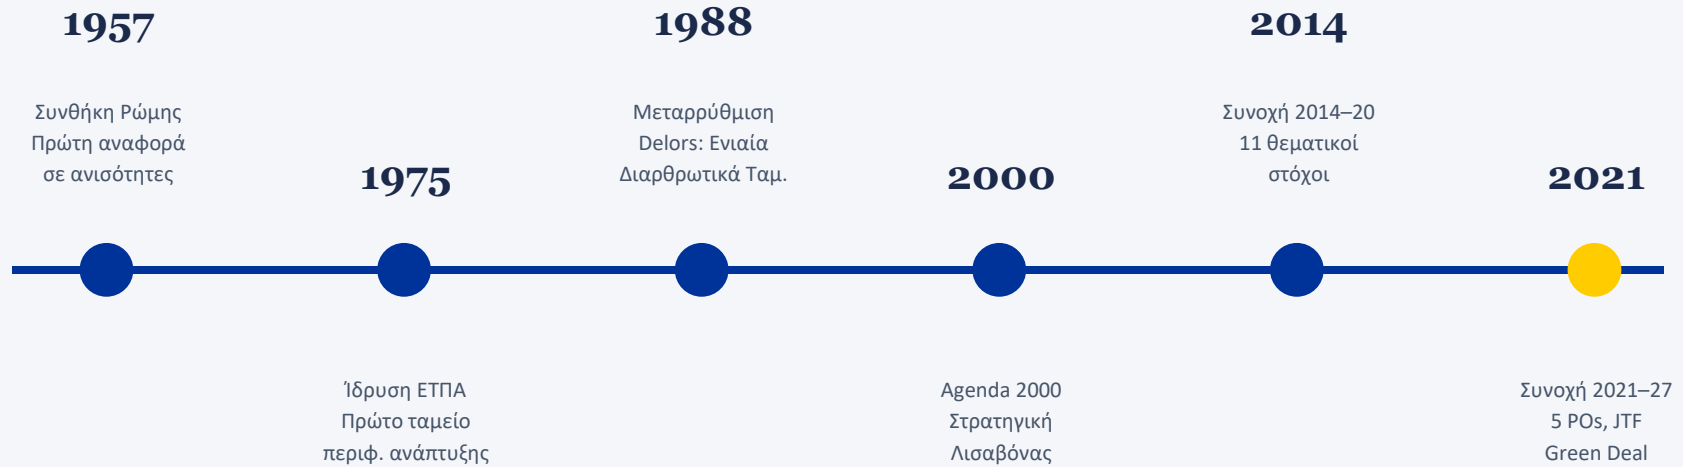 1957
Συνθήκη Ρώμης
Πρώτη αναφορά
σε ανισότητες
1975
Ίδρυση ΕΤΠΑ
Πρώτο ταμείο
περιφ. ανάπτυξης
1988
Μεταρρύθμιση
Delors: Ενιαία
Διαρθρωτικά Ταμ.
2000
Agenda 2000
Στρατηγική
Λισαβόνας
2014
Συνοχή 2014–20
11 θεματικοί
στόχοι
2021
Συνοχή 2021–27
5 POs, JTF
Green Deal